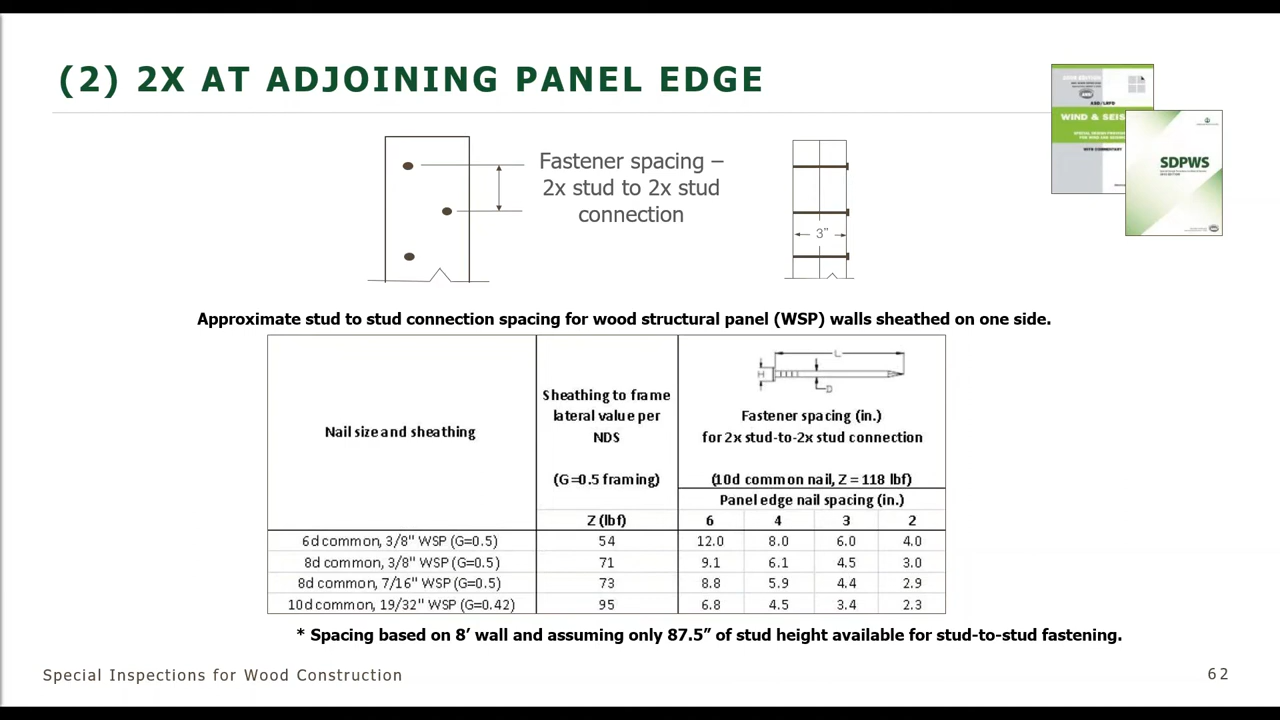 (2) 2X AT ADJOINING PANEL EDGE
ASD/LRFD
WIND & SEIS
WITH COMMENTARY
SDPWS
Fastener spacing –
2x stud to 2x stud
connection
3"
Approximate stud to stud connection spacing for wood structural panel (WSP) walls sheathed on one side.
Nail size and sheathing
Sheathing to frame
lateral value per
NDS
(G=0.5 framing)
Z (lbf)
L
H
D
Fastener spacing (in.)
for 2x stud-to-2x stud connection
(10d common nail, Z = 118 lbf)
Panel edge nail spacing (in.)
6 4 3 2
6d common, 3/8" WSP (G=0.5) 54 12.0 8.0 6.0 4.0
8d common, 3/8" WSP (G=0.5) 71 9.1 6.1 4.5 3.0
8d common, 7/16" WSP (G=0.5) 73 8.8 5.9 4.4 2.9
10d common, 19/32" WSP (G=0.42) 95 6.8 4.5 3.4 2.3
* Spacing based on 8’ wall and assuming only 87.5” of stud height available for stud-to-stud fastening.
Special Inspections for Wood Construction
62